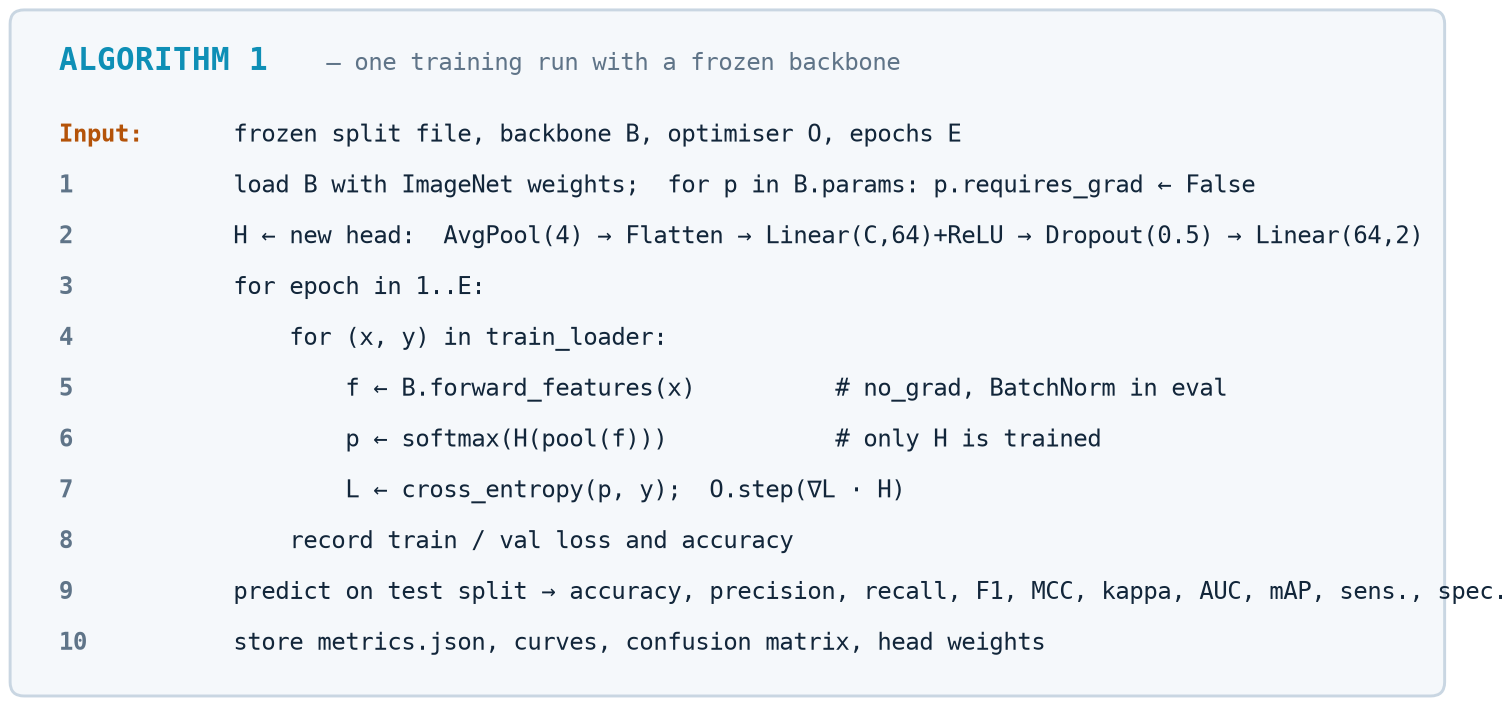 ALGORITHM 1 — one training run with a frozen backbone
Input: frozen split file, backbone B, optimiser O, epochs E
1 load B with ImageNet weights; for p in B.params: p.requires_grad ← False
2 H ← new head: AvgPool(4) → Flatten → Linear(C,64)+ReLU → Dropout(0.5) → Linear(64,2)
3 for epoch in 1..E:
4 for (x, y) in train_loader:
5 f ← B.forward_features(x) # no_grad, BatchNorm in eval
6 p ← softmax(H(pool(f))) # only H is trained
7 L ← cross_entropy(p, y); O.step(∇L · H)
8 record train / val loss and accuracy
9 predict on test split → accuracy, precision, recall, F1, MCC, kappa, AUC, mAP, sens., spec.
10 store metrics.json, curves, confusion matrix, head weights